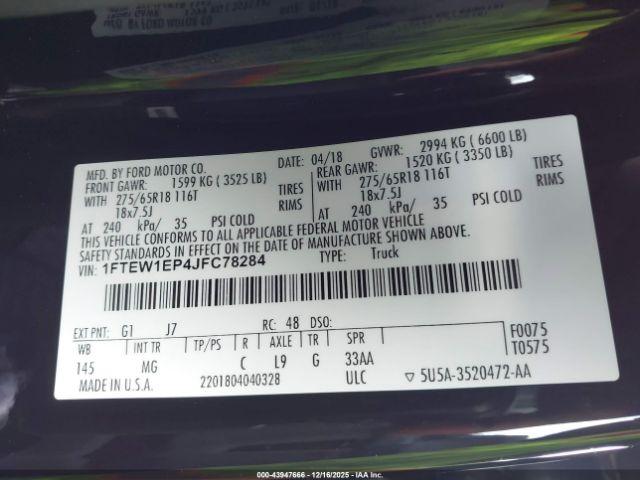 MFD. BY FORD MOTOR CO.
DATE: 04/18 GVWR: 2994 KG ( 6600 LB)
FRONT GAWR: 1599 KG ( 3525 LB)
REAR GAWR: 1520 KG ( 3350 LB)
WITH 275/65R18 116T TIRES
WITH 275/65R18 116T TIRES
18x7.5J RIMS
18x7.5J RIMS
AT 240 kPa/ 35 PSI COLD
AT 240 kPa/ 35 PSI COLD
THIS VEHICLE CONFORMS TO ALL APPLICABLE FEDERAL MOTOR VEHICLE
SAFETY STANDARDS IN EFFECT ON THE DATE OF MANUFACTURE SHOWN ABOVE.
VIN: 1FTEW1EP4JFC78284 TYPE: Truck
EXT PNT: G1 J7 RC: 48 DSO: F0075
WB INT TR TP/PS R AXLE TR SPR T0575
145 MG C L9 G 33AA
MADE IN U.S.A. 2201804040328 ULC ▽ 5U5A-3520472-AA
00-43947666 - 12/16/2025 - IAA Inc.